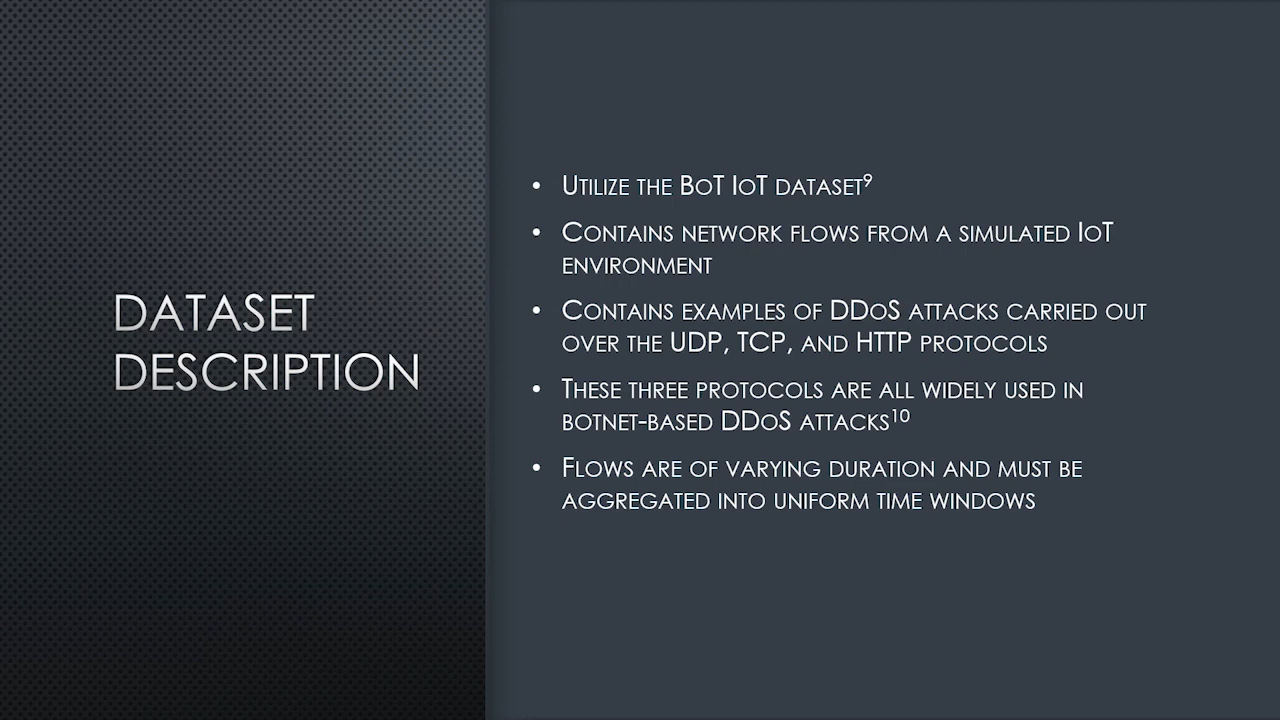 DATASET
DESCRIPTION
• Utilize the BoT IoT dataset⁹
• Contains network flows from a simulated IoT
environment
• Contains examples of DDoS attacks carried out
over the UDP, TCP, and HTTP protocols
• These three protocols are all widely used in
botnet-based DDoS attacks¹⁰
• Flows are of varying duration and must be
aggregated into uniform time windows